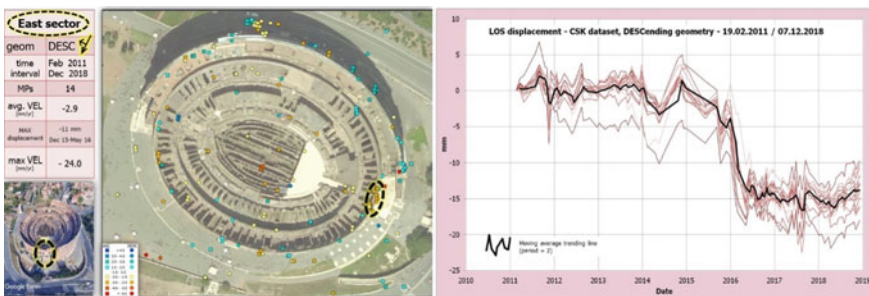 East sector
geom DESC
time interval
Feb 2011
Dec 2018
MPs 14
avg. VEL
[mm/yr]
-2.9
MAX
displacement
-11 mm
Dec 15-May 16
max VEL
[mm/yr]
- 24.0
Google Earth
LOS displacement - CSK dataset, DESCending geometry - 19.02.2011 / 07.12.2018
10
5
0
-5
-10
-15
-20
-25
mm
Moving average trending line
(period = 2)
2010 2011 2012 2013 2014 2015 2016 2017 2018 2019
Date